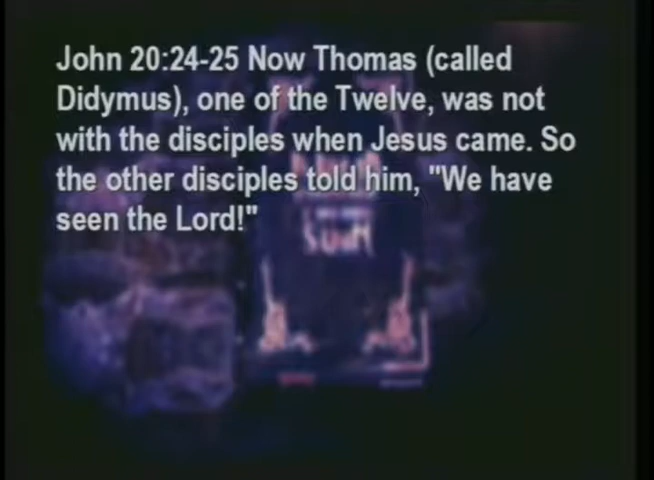 John 20:24-25 Now Thomas (called
Didymus), one of the Twelve, was not
with the disciples when Jesus came. So
the other disciples told him, "We have
seen the Lord!"